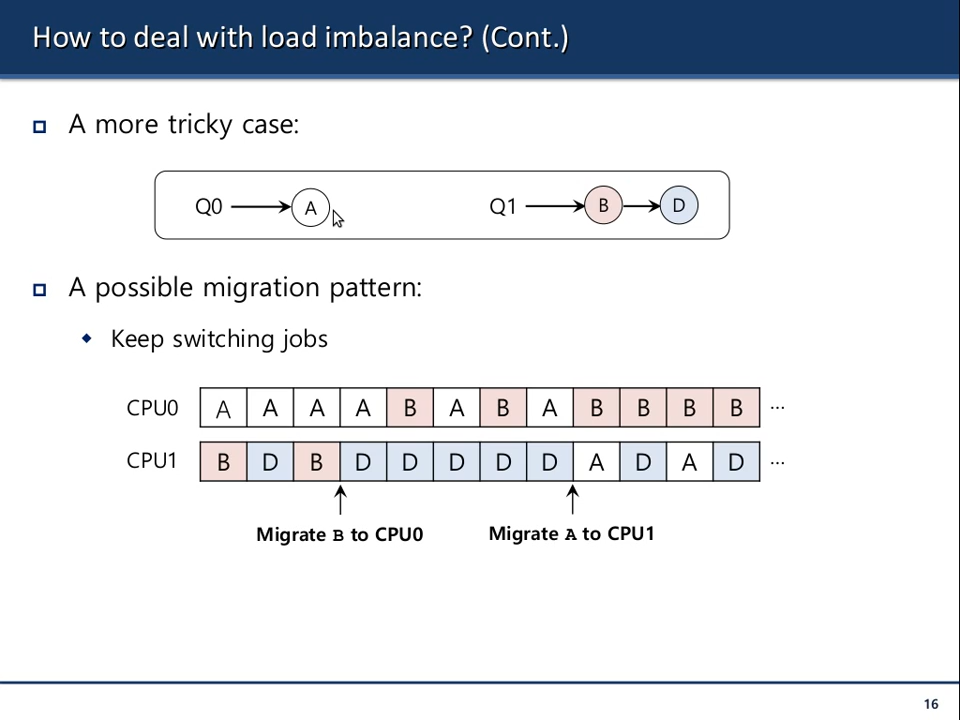 How to deal with load imbalance? (Cont.)
A more tricky case:
Q0 A Q1 B D
A possible migration pattern:
Keep switching jobs
CPU0 A A A A B A B A B B B B ...
CPU1 B D B D D D D D A D A D ...
Migrate B to CPU0 Migrate A to CPU1
16